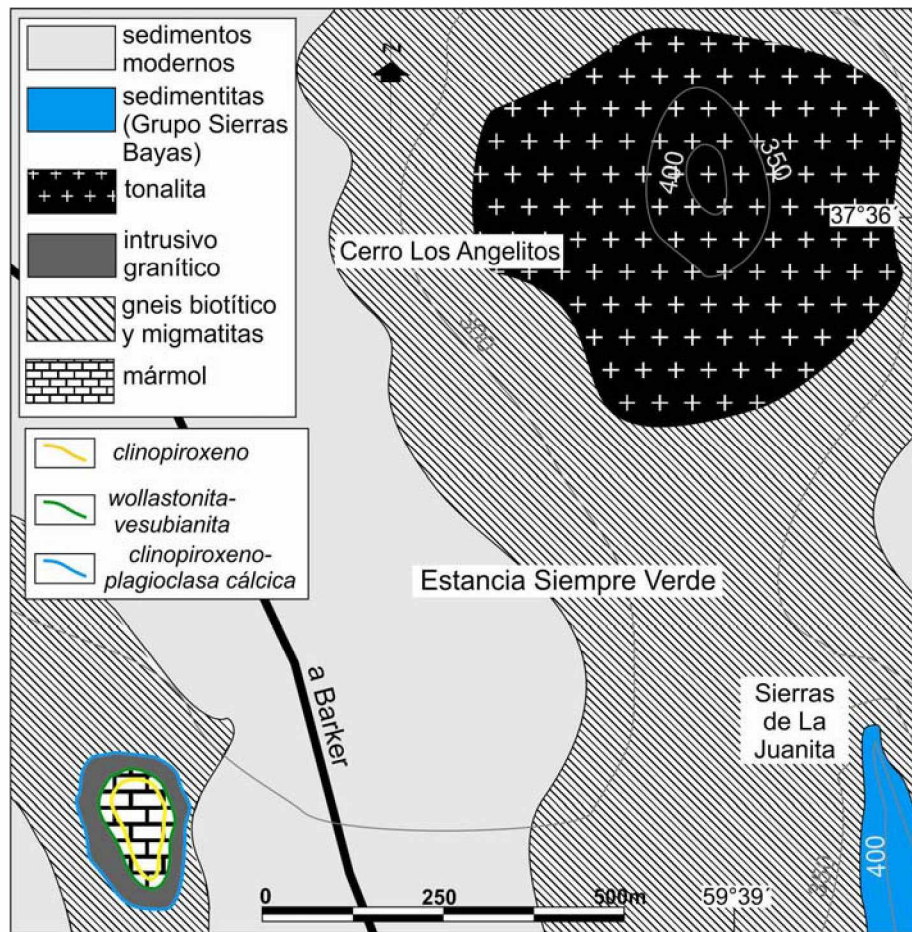 sedimentos
modernos
sedimentitas
(Grupo Sierras
Bayas)
tonalita
intrusivo
granítico
gneis biotítico
y migmatitas
mármol
clinopiroxeno
wollastonita-
vesubianita
clinopiroxeno-
plagioclasa cálcica
N
400
350
37°36´
Cerro Los Angelitos
Estancia Siempre Verde
a Barker
Sierras
de La
Juanita
400
0 250 500m
59°39´